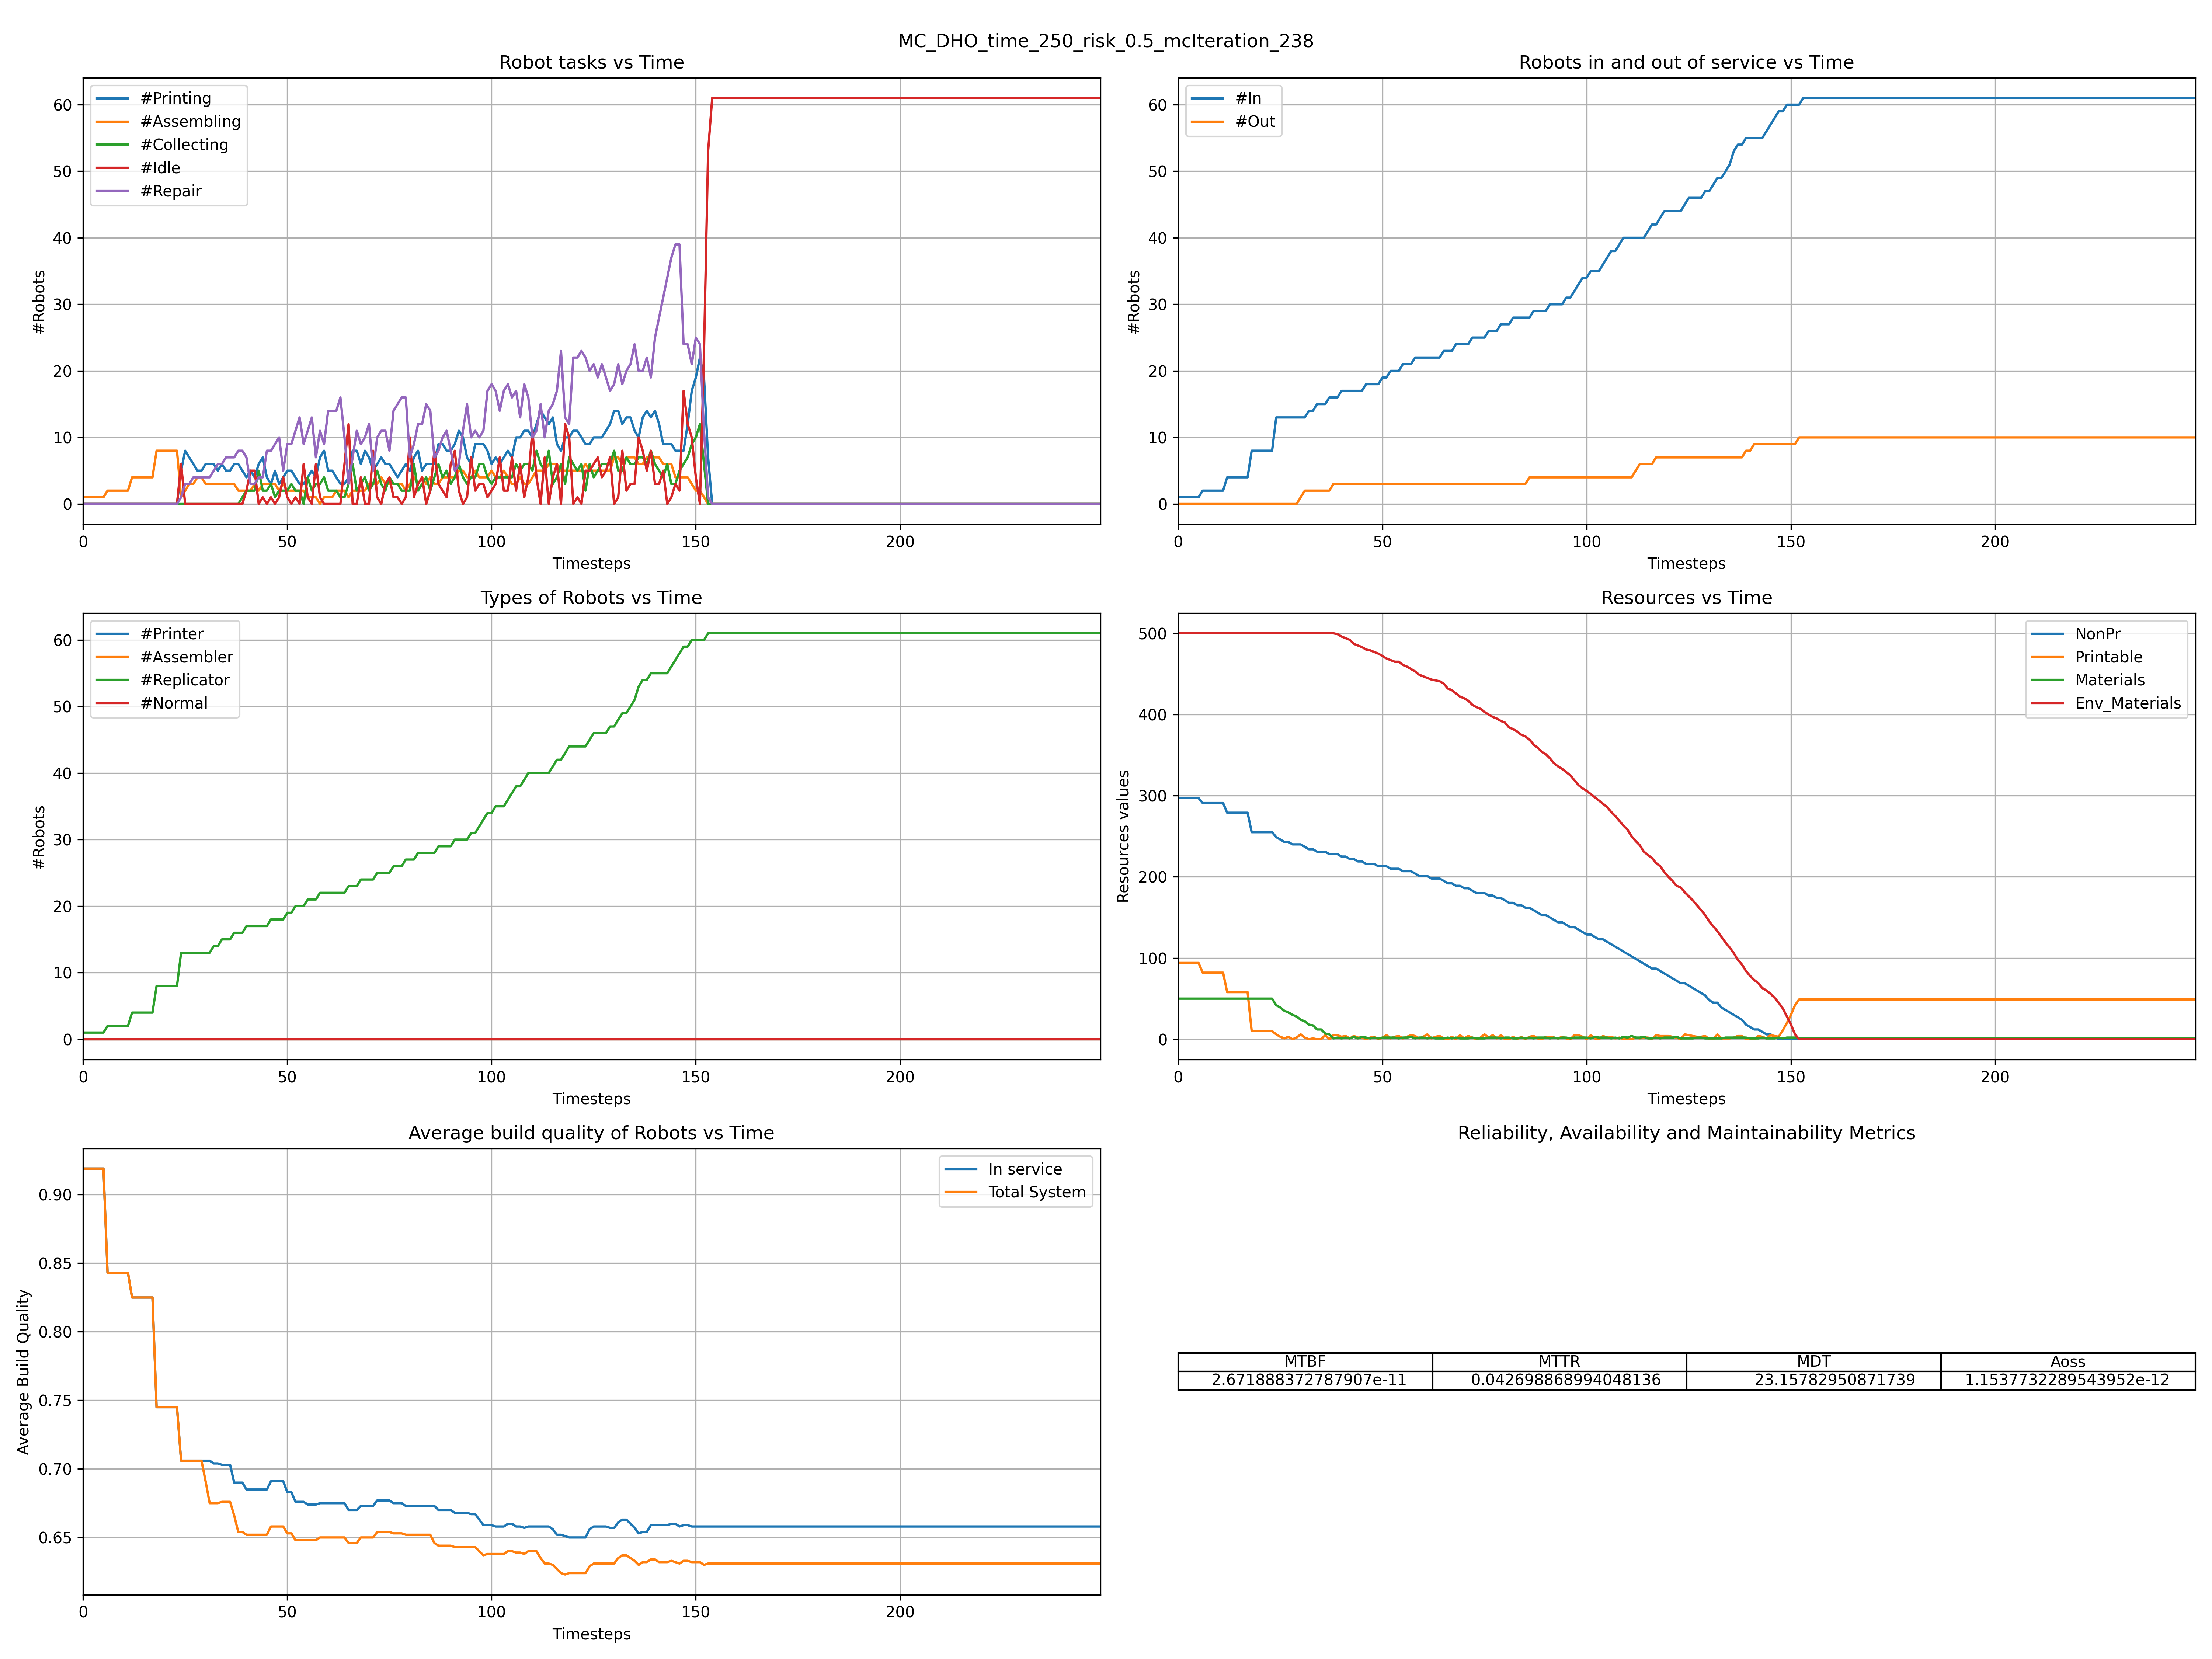 MC_DHO_time_250_risk_0.5_mcIteration_238
Robot tasks vs Time
#Robots
60
50
40
30
20
10
0
#Printing
#Assembling
#Collecting
#Idle
#Repair
0 50 100 150 200
Timesteps
Robots in and out of service vs Time
#Robots
60
50
40
30
20
10
0
#In
#Out
0 50 100 150 200
Timesteps
Types of Robots vs Time
#Robots
60
50
40
30
20
10
0
#Printer
#Assembler
#Replicator
#Normal
0 50 100 150 200
Timesteps
Resources vs Time
Resources values
500
400
300
200
100
0
NonPr
Printable
Materials
Env_Materials
0 50 100 150 200
Timesteps
Average build quality of Robots vs Time
Average Build Quality
0.90
0.85
0.80
0.75
0.70
0.65
In service
Total System
0 50 100 150 200
Timesteps
Reliability, Availability and Maintainability Metrics
MTBF MTTR MDT Aoss
2.671888372787907e-11 0.042698868994048136 23.15782950871739 1.1537732289543952e-12